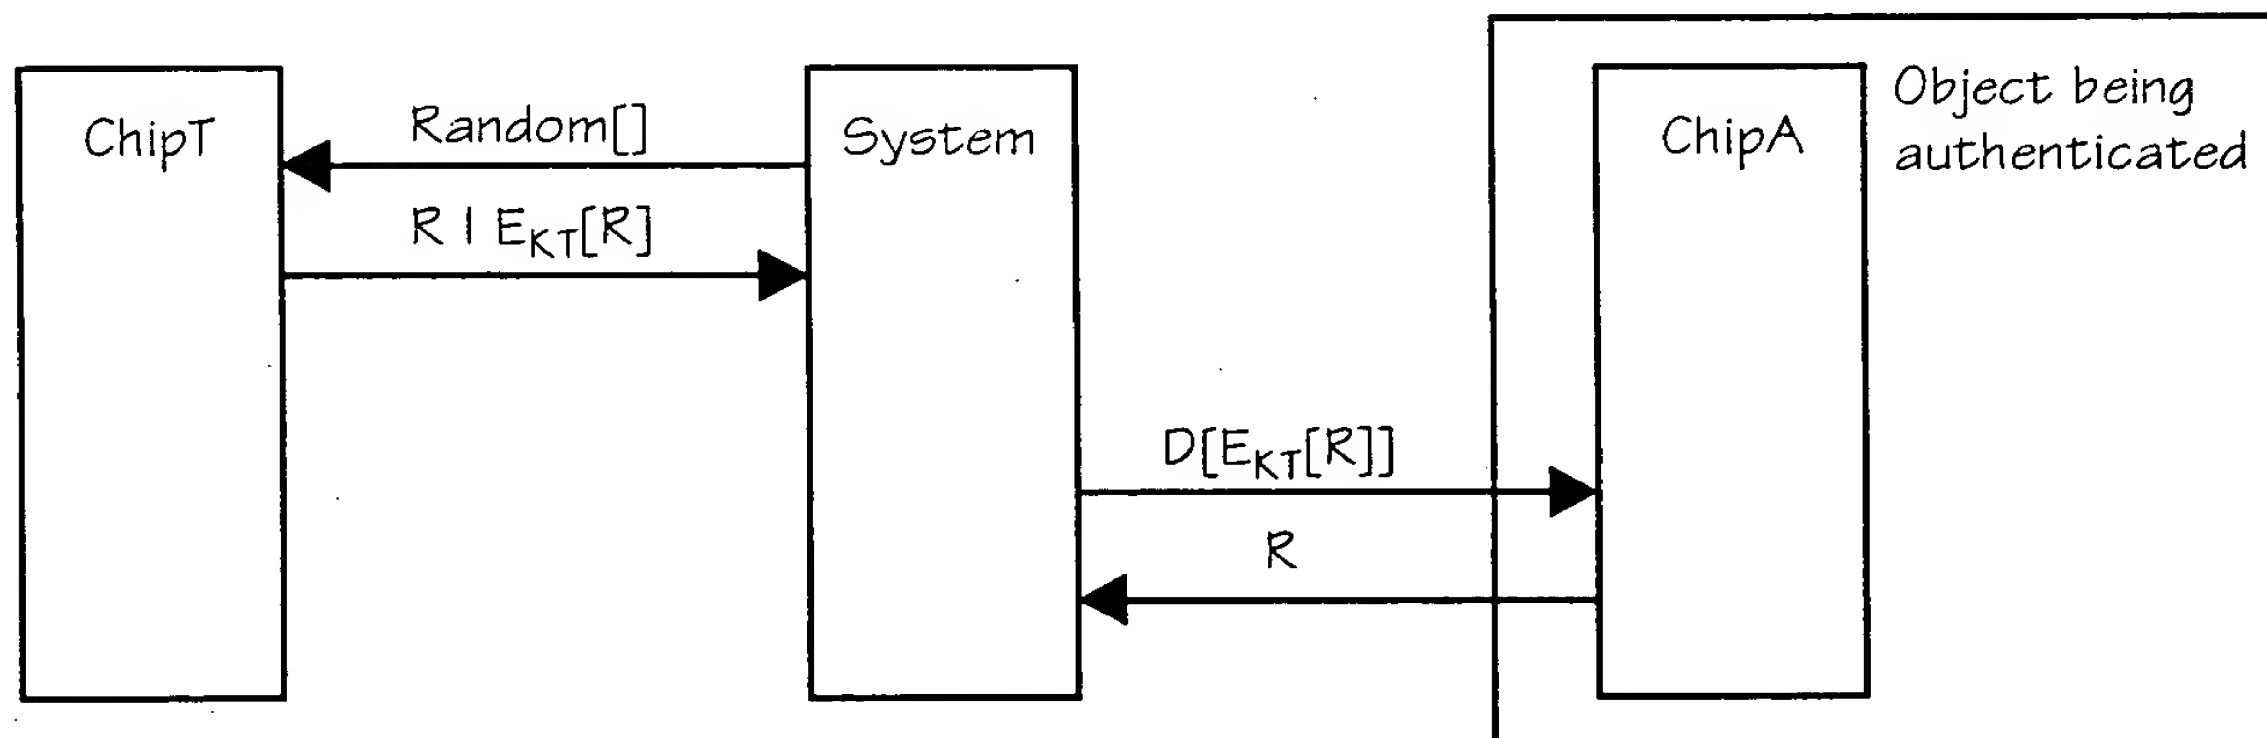 ChipT
Random[]
R | E_KT[R]
System
D[E_KT[R]]
R
ChipA
Object being
authenticated